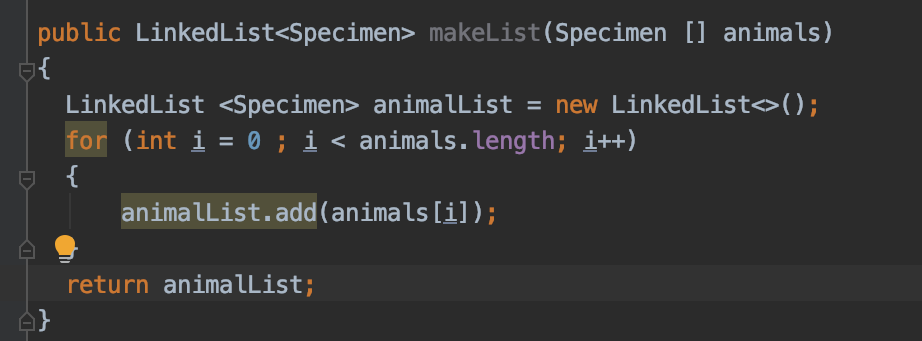 public LinkedList<Specimen> makeList(Specimen [] animals)
{
LinkedList <Specimen> animalList = new LinkedList<>();
for (int i = 0 ; i < animals.length; i++)
{
animalList.add(animals[i]);
}
return animalList;
}